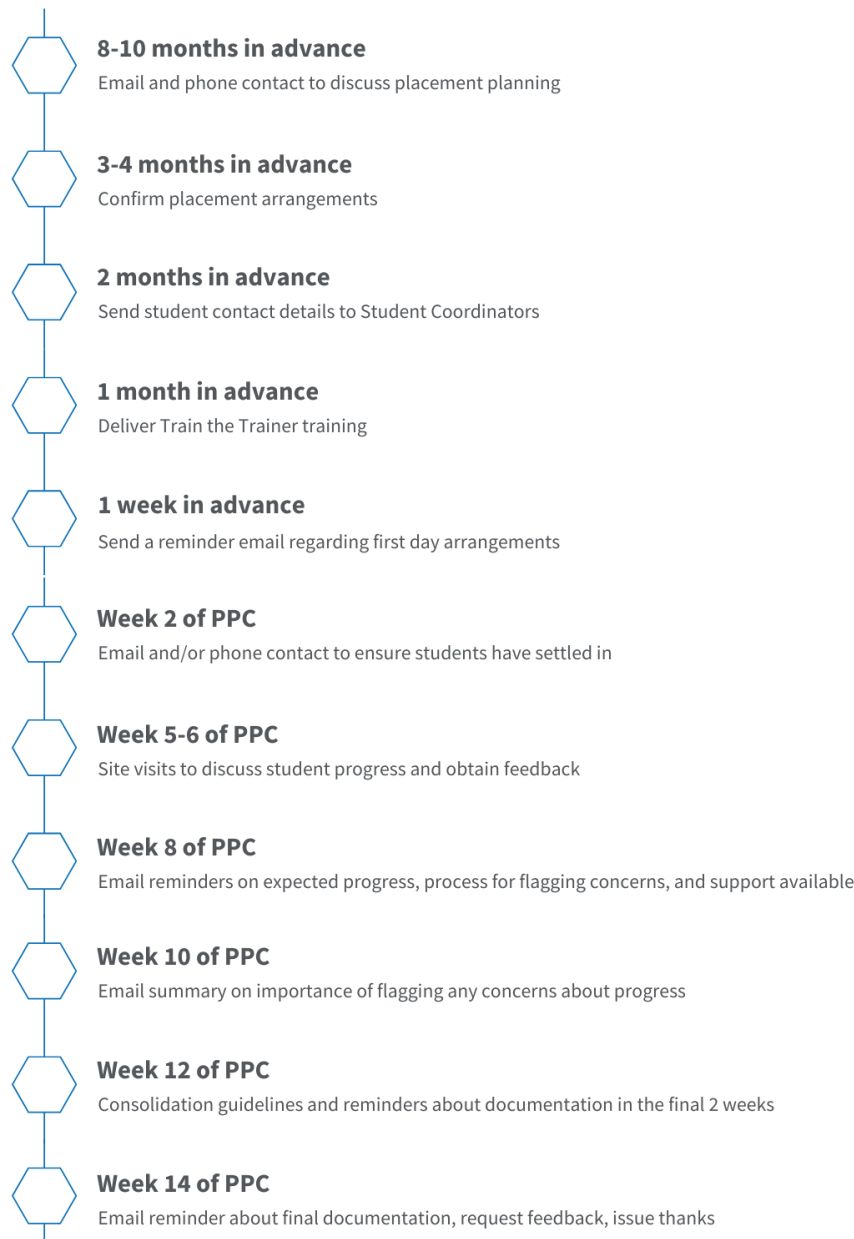 8-10 months in advance
Email and phone contact to discuss placement planning
3-4 months in advance
Confirm placement arrangements
2 months in advance
Send student contact details to Student Coordinators
1 month in advance
Deliver Train the Trainer training
1 week in advance
Send a reminder email regarding first day arrangements
Week 2 of PPC
Email and/or phone contact to ensure students have settled in
Week 5-6 of PPC
Site visits to discuss student progress and obtain feedback
Week 8 of PPC
Email reminders on expected progress, process for flagging concerns, and support available
Week 10 of PPC
Email summary on importance of flagging any concerns about progress
Week 12 of PPC
Consolidation guidelines and reminders about documentation in the final 2 weeks
Week 14 of PPC
Email reminder about final documentation, request feedback, issue thanks